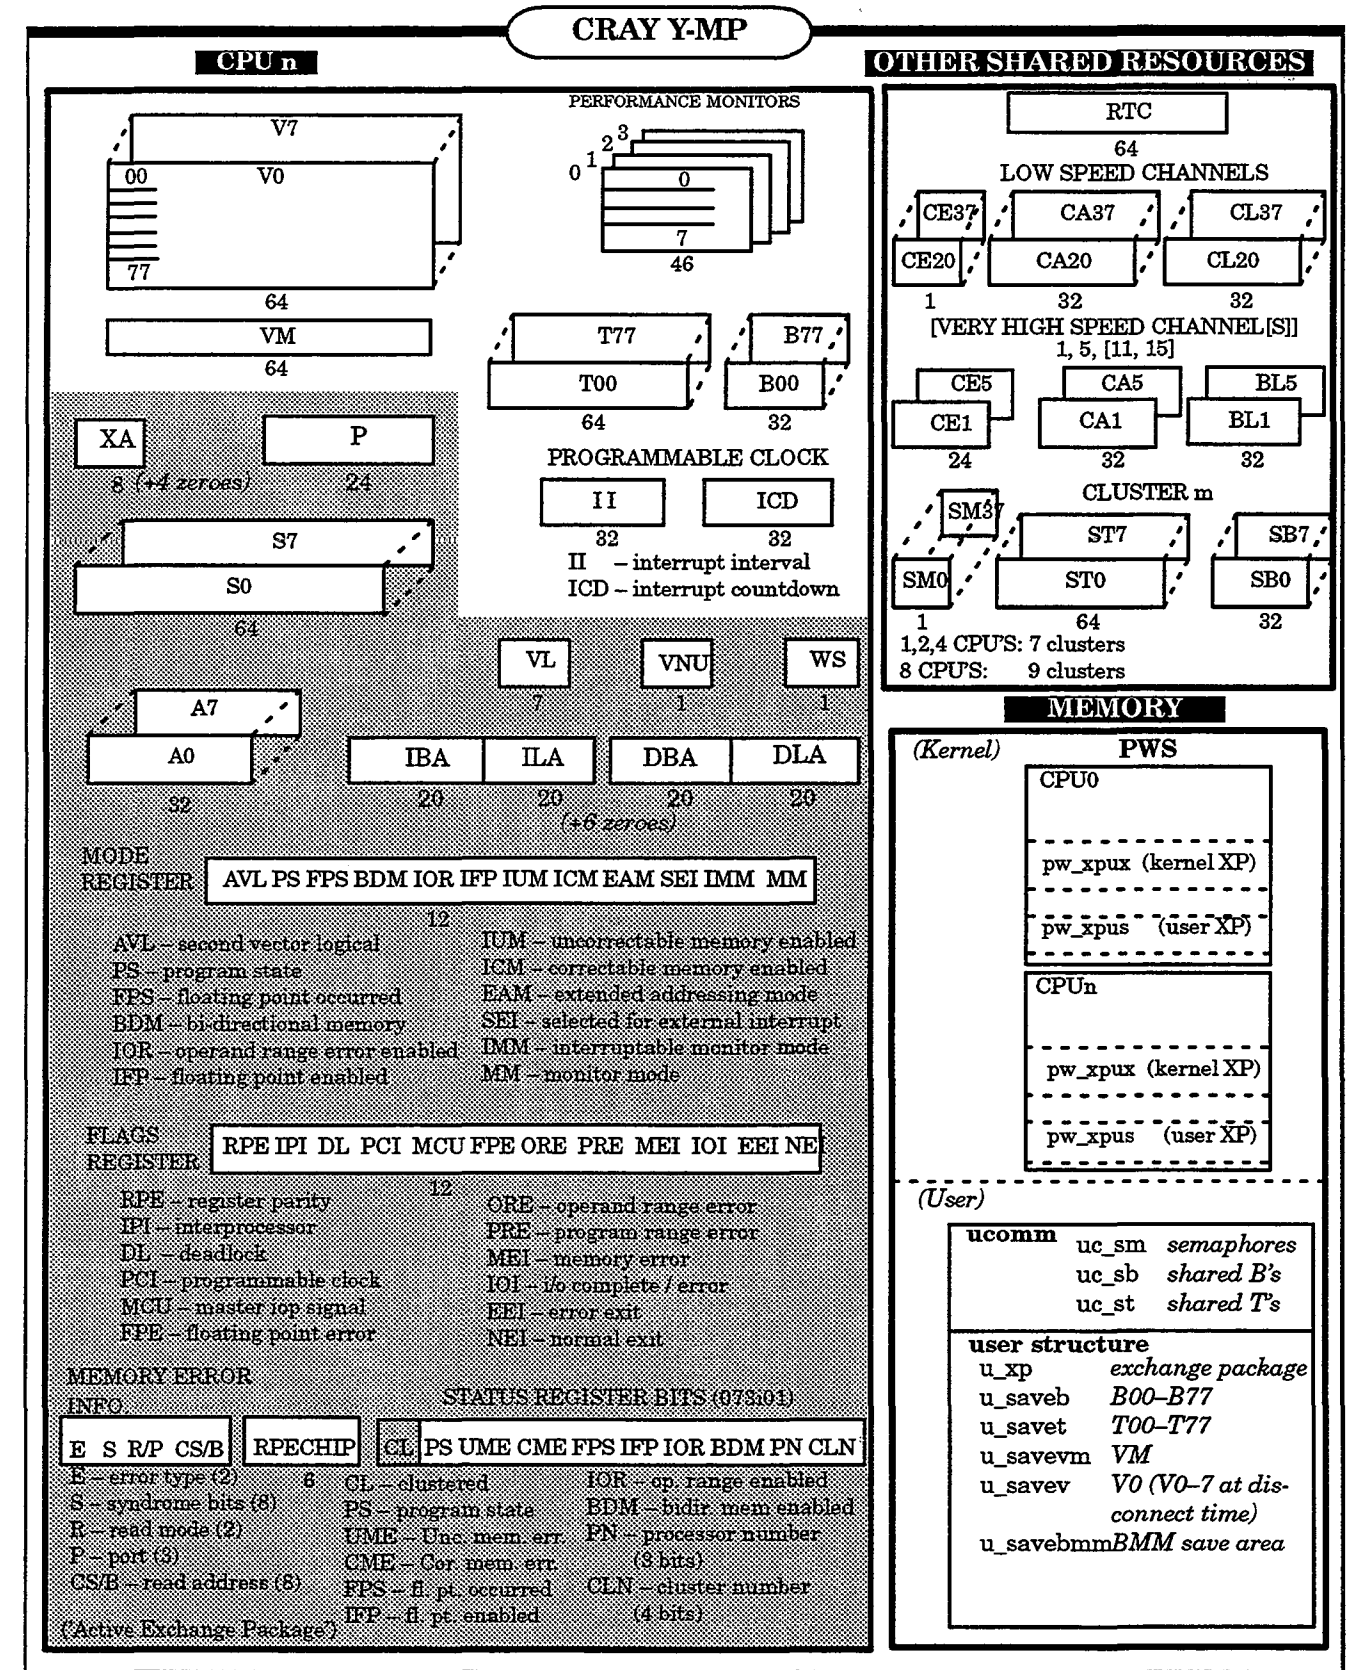 CRAY Y-MP
CPU n
V7
00 V0
77
64
VM
64
PERFORMANCE MONITORS
0 1 2 3
0
7
46
T77
T00
64
B77
B00
32
PROGRAMMABLE CLOCK
II
32
ICD
32
II – interrupt interval
ICD – interrupt countdown
XA
8 (+4 zeroes)
P
24
S7
S0
64
VL
7
VNU
1
WS
1
A7
A0
32
IBA ILA DBA DLA
20 20 20 20
(+6 zeroes)
MODE
REGISTER
AVL PS FPS BDM IOR IFP IUM ICM EAM SEI IMM MM
12
AVL – second vector logical
PS – program state
FPS – floating point occurred
BDM – bi-directional memory
IOR – operand range error enabled
IFP – floating point enabled
IUM – uncorrectable memory enabled
ICM – correctable memory enabled
EAM – extended addressing mode
SEI – selected for external interrupt
IMM – interruptable monitor mode
MM – monitor mode
FLAGS
REGISTER
RPE IPI DL PCI MCU FPE ORE PRE MEI IOI EEI NEI
12
RPE – register parity
IPI – interprocessor
DL – deadlock
PCI – programmable clock
MCU – master iop signal
FPE – floating point error
ORE – operand range error
PRE – program range error
MEI – memory error
IOI – i/o complete / error
EEI – error exit
NEI – normal exit
MEMORY ERROR
INFO.
E S R/P CS/B
RPECHIP
6
E – error type (2)
S – syndrome bits (8)
R – read mode (2)
P – port (3)
CS/B – read address (8)
('Active Exchange Package')
STATUS REGISTER BITS (073i01)
CL PS UME CME FPS IFP IOR BDM PN CLN
CL – clustered
PS – program state
UME – Unc. mem. err.
CME – Cor. mem. err.
FPS – fl. pt. occurred
IFP – fl. pt. enabled
IOR – op. range enabled
BDM – bidir. mem enabled
PN – processor number
(3 bits)
CLN – cluster number
(4 bits)
OTHER SHARED RESOURCES
RTC
64
LOW SPEED CHANNELS
CE37 CA37 CL37
CE20 CA20 CL20
1 32 32
[VERY HIGH SPEED CHANNEL[S]]
1, 5, [11, 15]
CE5 CA5 BL5
CE1 CA1 BL1
24 32 32
CLUSTER m
SM37 ST7 SB7
SM0 ST0 SB0
1 64 32
1,2,4 CPU'S: 7 clusters
8 CPU'S: 9 clusters
MEMORY
(Kernel) PWS
CPU0
pw_xpux (kernel XP)
pw_xpus (user XP)
CPUn
pw_xpux (kernel XP)
pw_xpus (user XP)
(User)
ucomm
uc_sm semaphores
uc_sb shared B's
uc_st shared T's
user structure
u_xp exchange package
u_saveb B00–B77
u_savet T00–T77
u_savevm VM
u_savev V0 (V0–7 at dis-
connect time)
u_savebmm BMM save area